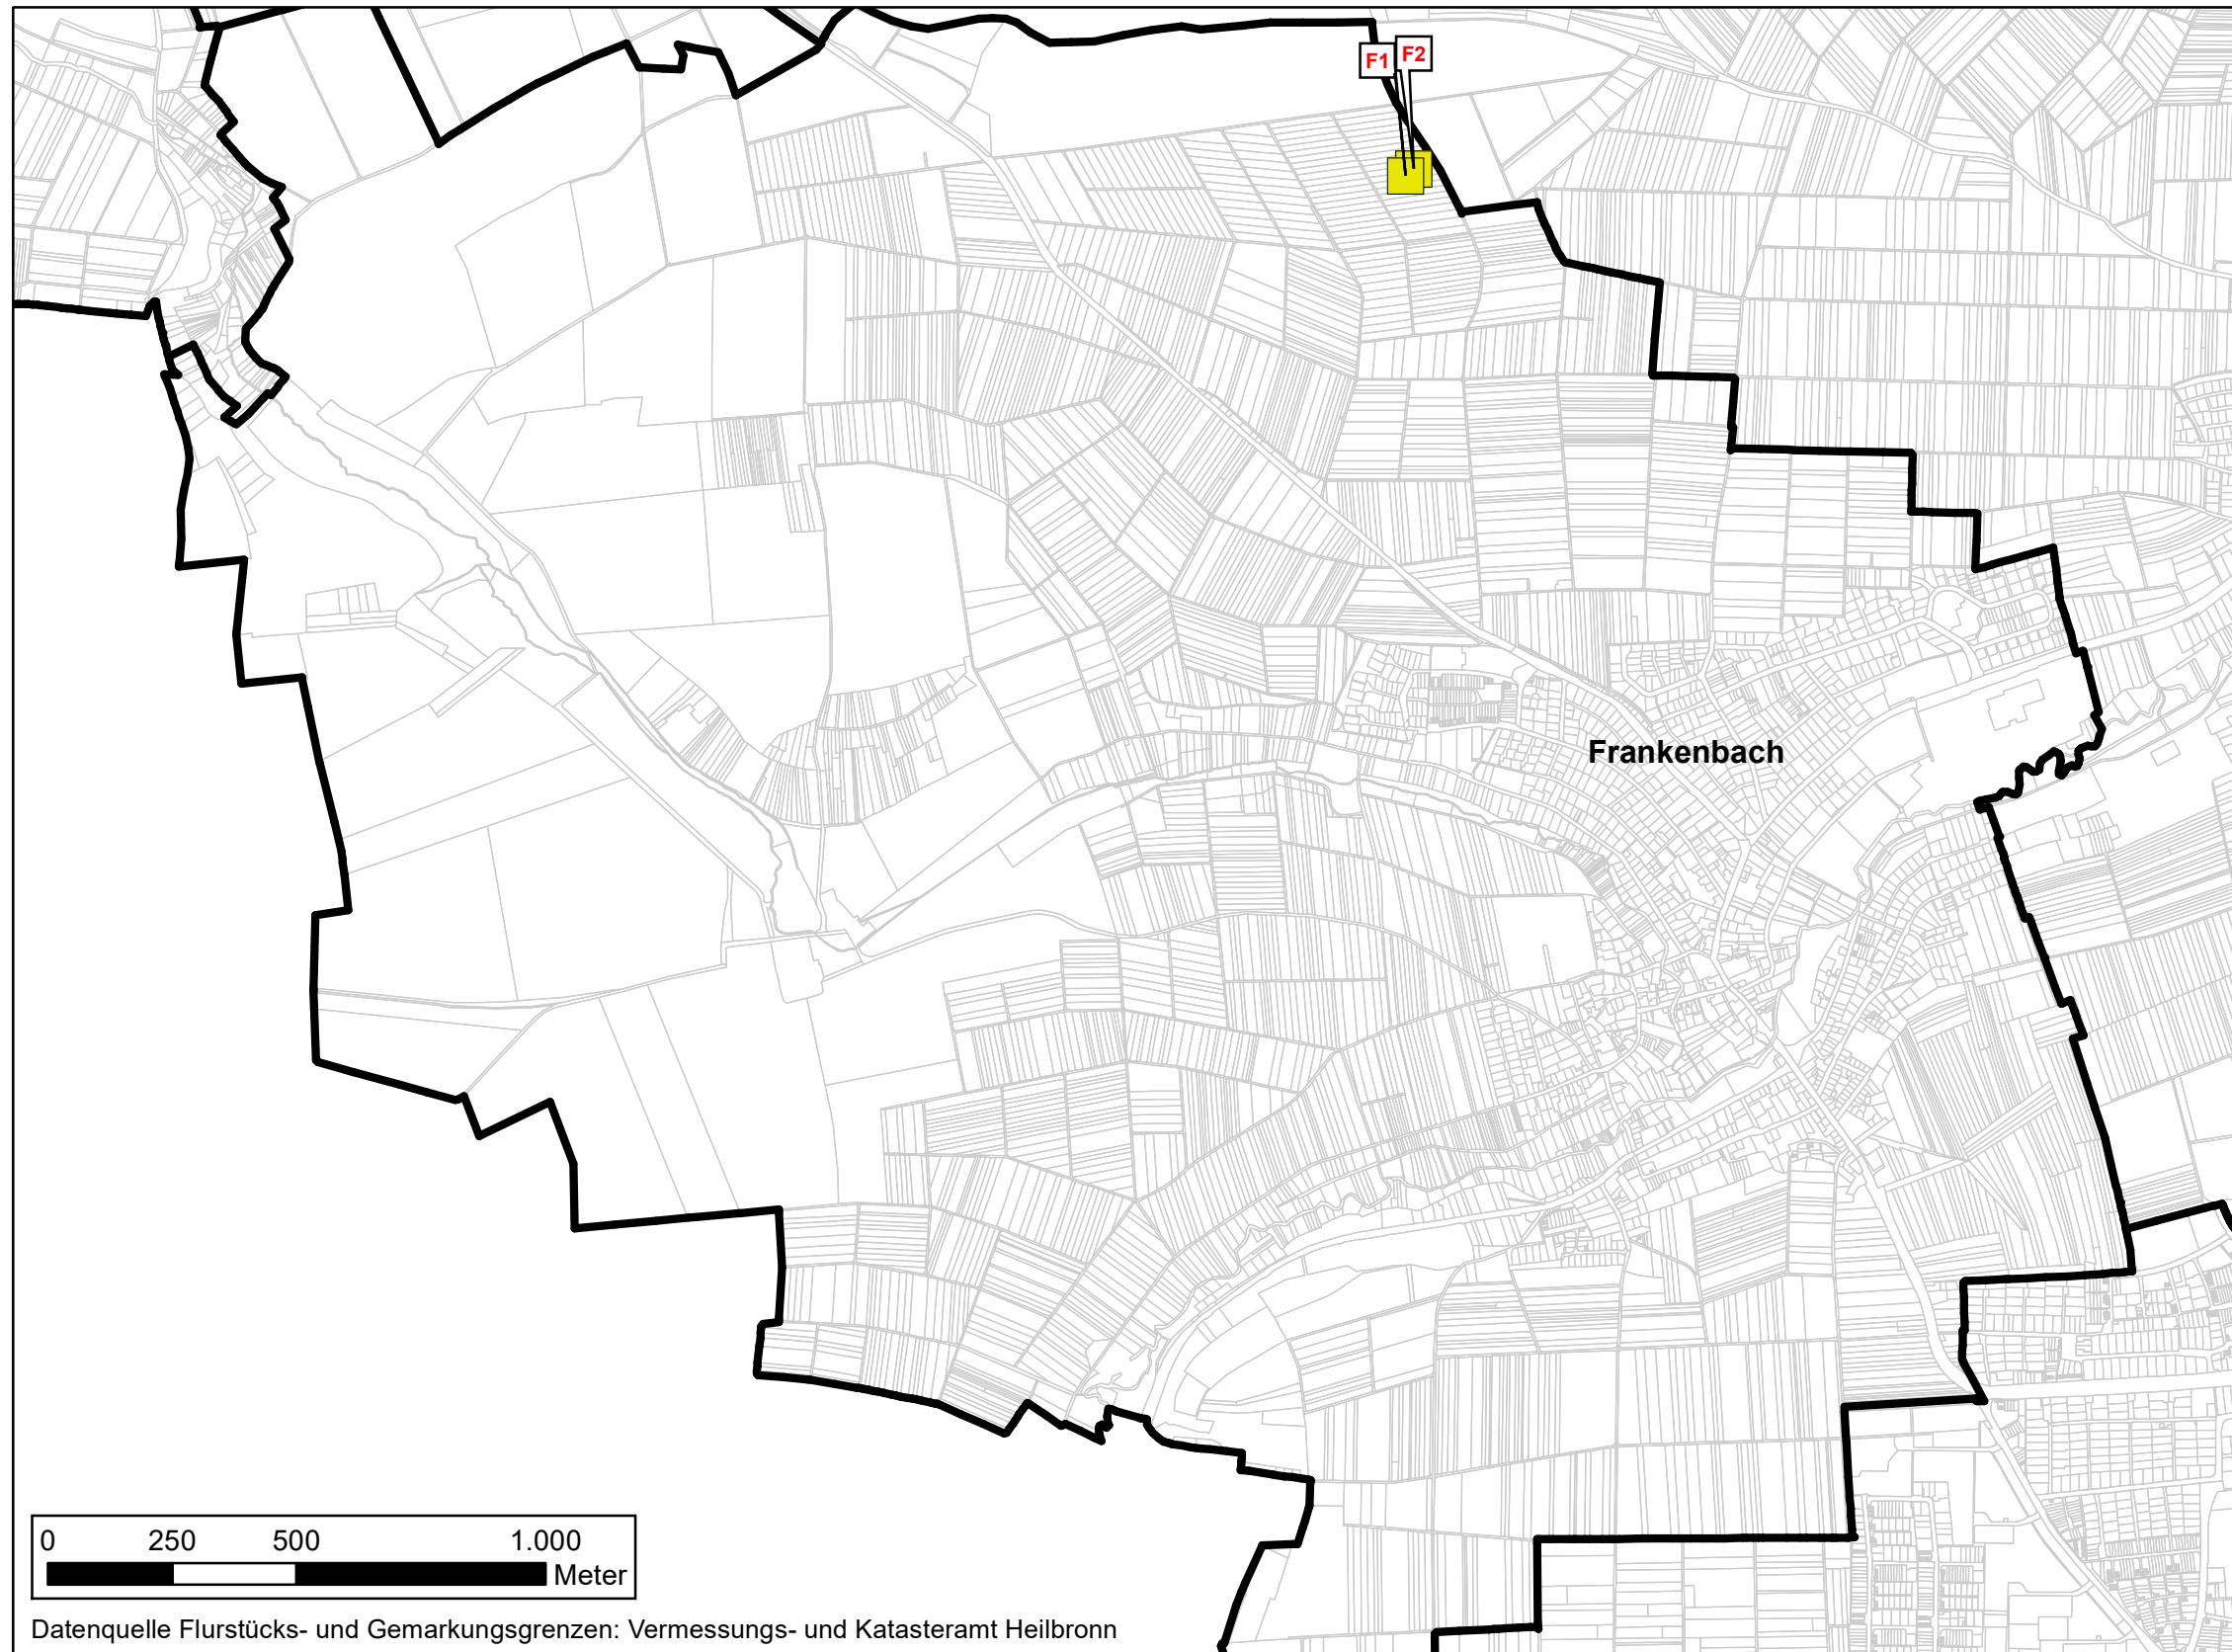 F1 F2
Frankenbach
0 250 500 1.000
Meter
Datenquelle Flurstücks- und Gemarkungsgrenzen: Vermessungs- und Katasteramt Heilbronn